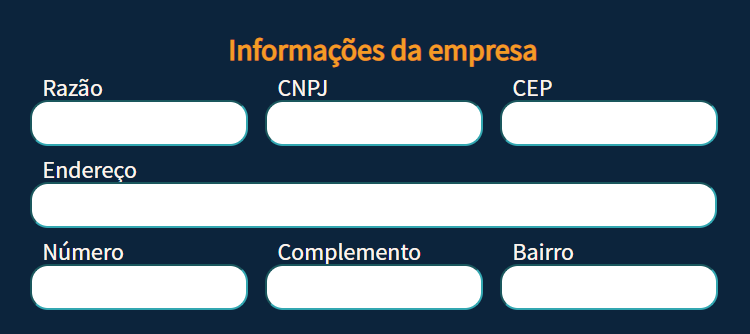 Informações da empresa
Razão CNPJ CEP
Endereço
Número Complemento Bairro